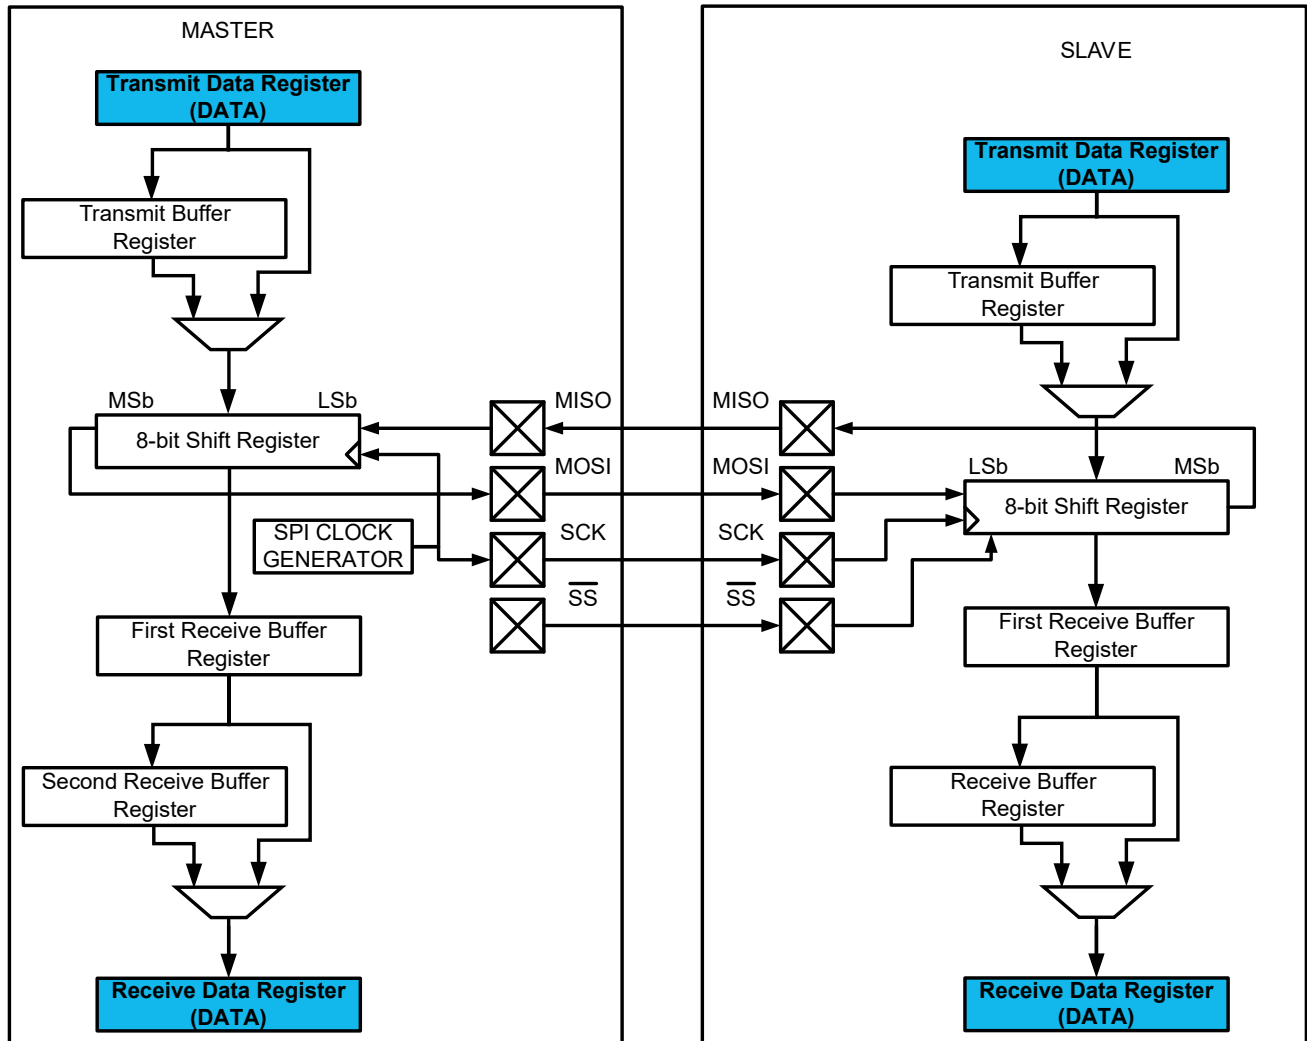 MASTER
Transmit Data Register
(DATA)
Transmit Buffer
Register
MSb
LSb
8-bit Shift Register
SPI CLOCK
GENERATOR
First Receive Buffer
Register
Second Receive Buffer
Register
Receive Data Register
(DATA)
MISO
MOSI
SCK
SS
MISO
MOSI
SCK
SS
SLAVE
Transmit Data Register
(DATA)
Transmit Buffer
Register
LSb
MSb
8-bit Shift Register
First Receive Buffer
Register
Receive Buffer
Register
Receive Data Register
(DATA)